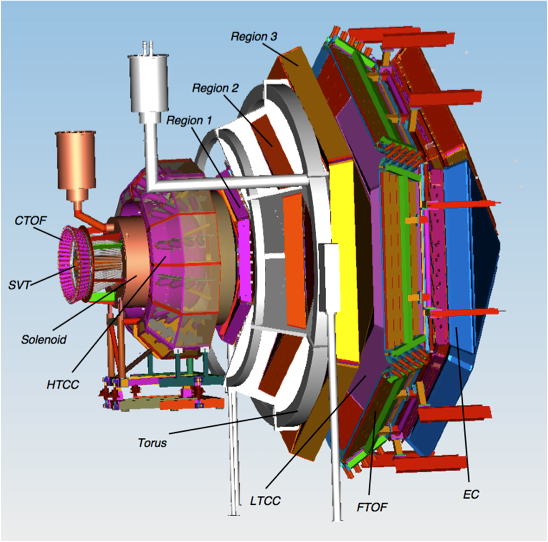 Region 3
Region 2
Region 1
CTOF
SVT
Solenoid
HTCC
Torus
LTCC
FTOF
EC